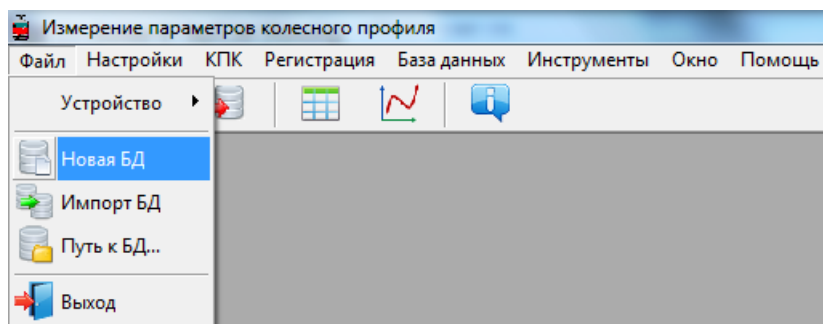 Измерение параметров колесного профиля
Файл Настройки КПК Регистрация База данных Инструменты Окно Помощь
Устройство
Новая БД
Импорт БД
Путь к БД...
Выход